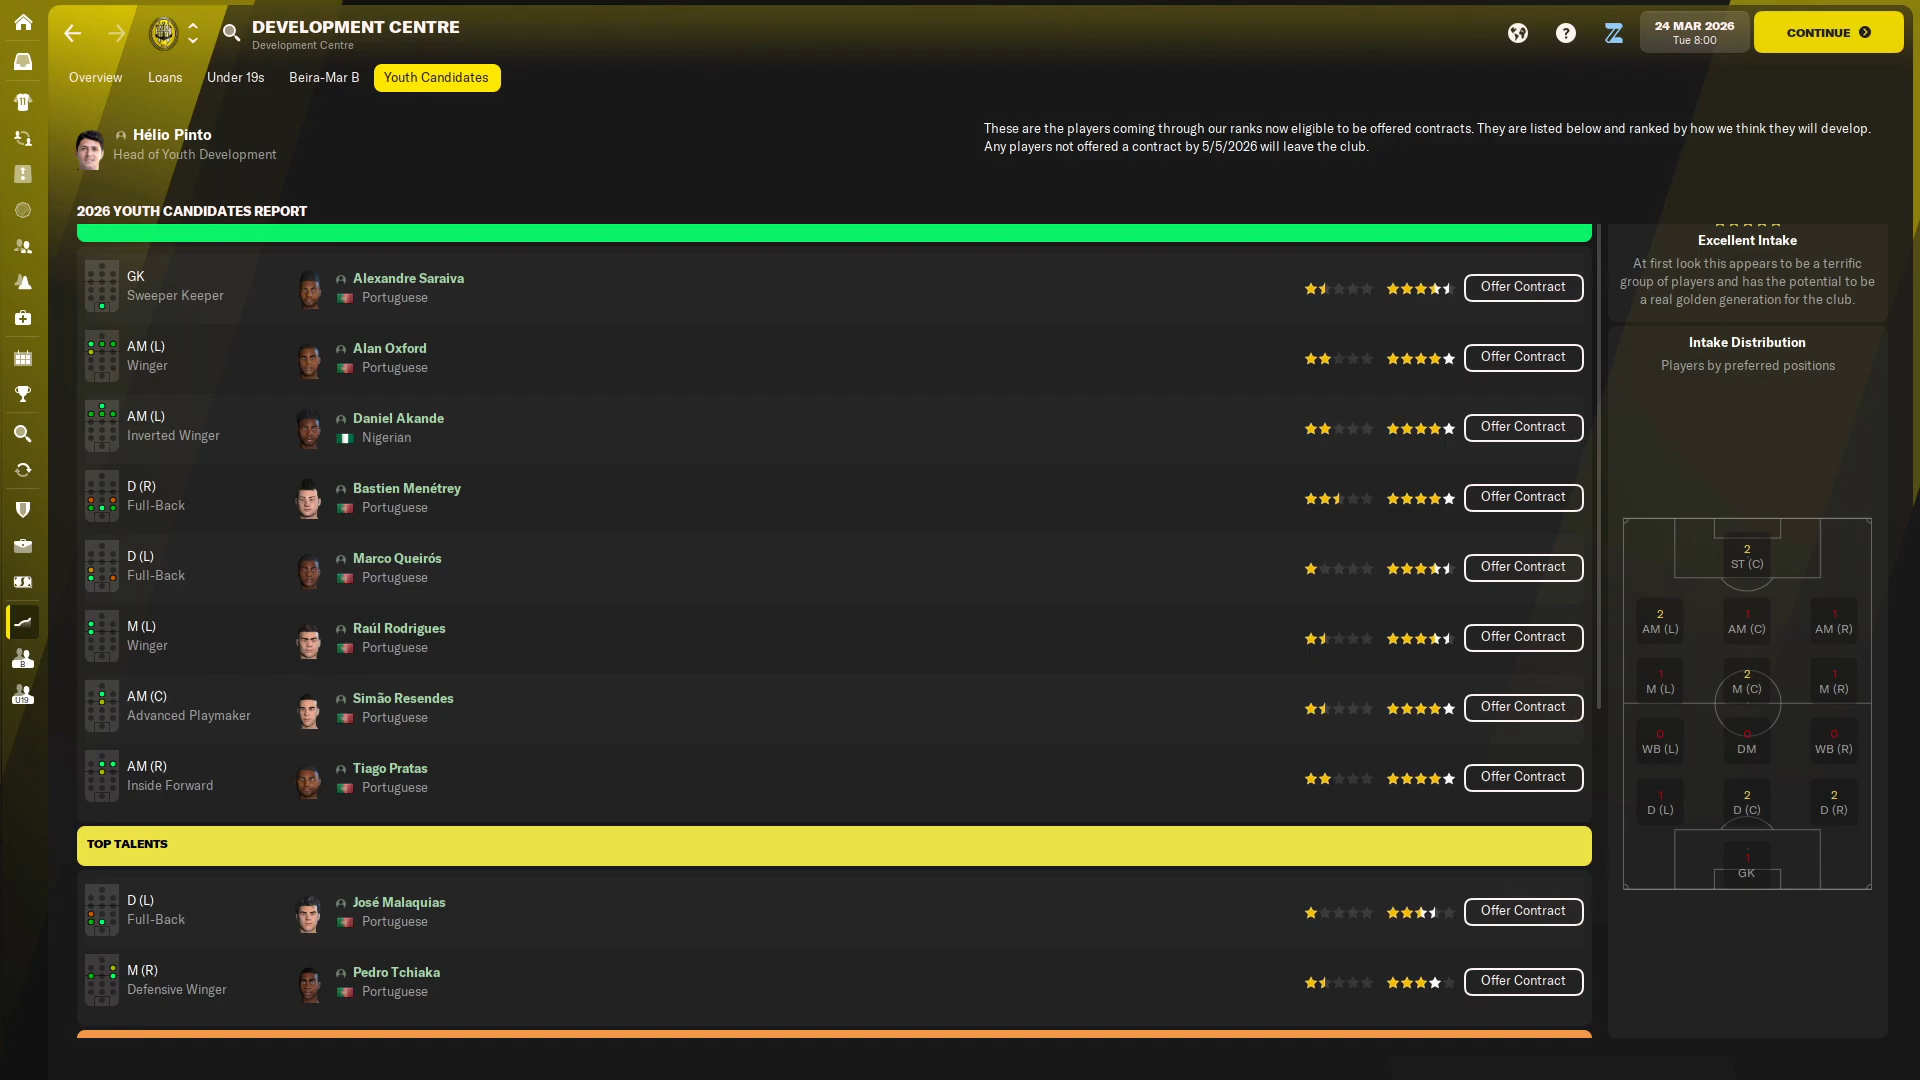 DEVELOPMENT CENTRE
Development Centre
24 MAR 2026
Tue 8:00
CONTINUE
Overview
Loans
Under 19s
Beira-Mar B
Youth Candidates
Hélio Pinto
Head of Youth Development
These are the players coming through our ranks now eligible to be offered contracts. They are listed below and ranked by how we think they will develop.
Any players not offered a contract by 5/5/2026 will leave the club.
2026 YOUTH CANDIDATES REPORT
GK
Sweeper Keeper
Alexandre Saraiva
Portuguese
Offer Contract
AM (L)
Winger
Alan Oxford
Portuguese
Offer Contract
AM (L)
Inverted Winger
Daniel Akande
Nigerian
Offer Contract
D (R)
Full-Back
Bastien Menétrey
Portuguese
Offer Contract
D (L)
Full-Back
Marco Queirós
Portuguese
Offer Contract
M (L)
Winger
Raúl Rodrigues
Portuguese
Offer Contract
AM (C)
Advanced Playmaker
Simão Resendes
Portuguese
Offer Contract
AM (R)
Inside Forward
Tiago Pratas
Portuguese
Offer Contract
TOP TALENTS
D (L)
Full-Back
José Malaquias
Portuguese
Offer Contract
M (R)
Defensive Winger
Pedro Tchiaka
Portuguese
Offer Contract
Excellent Intake
At first look this appears to be a terrific
group of players and has the potential to be
a real golden generation for the club.
Intake Distribution
Players by preferred positions
2
ST (C)
2
AM (L)
1
AM (C)
1
AM (R)
1
M (L)
2
M (C)
1
M (R)
0
WB (L)
0
DM
0
WB (R)
1
D (L)
2
D (C)
2
D (R)
1
GK
11
B
U19